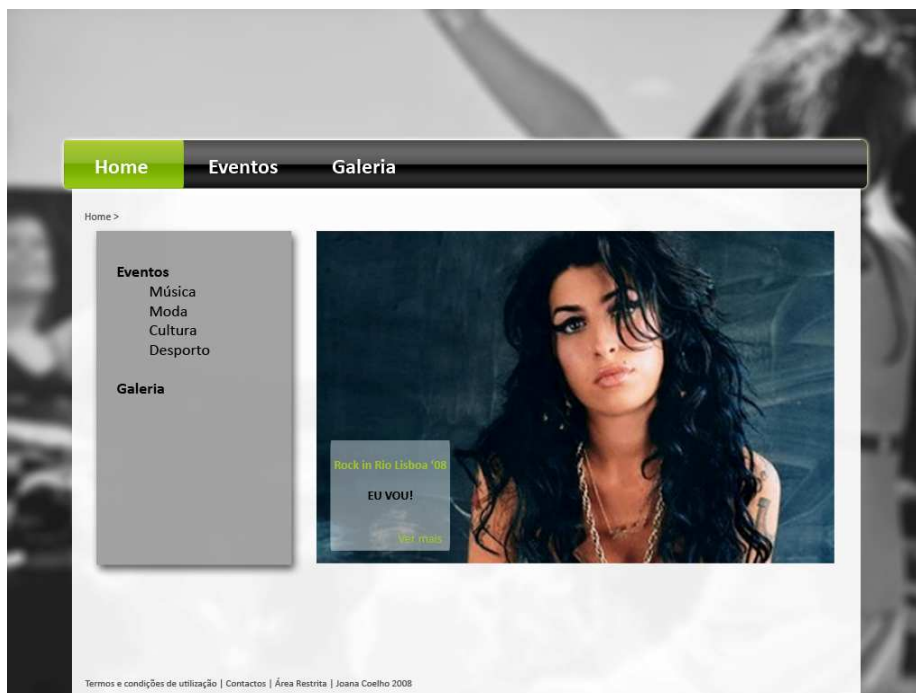 Home Eventos Galeria
Home >
Eventos
Música
Moda
Cultura
Desporto
Galeria
Rock in Rio Lisboa '08
EU VOU!
Ver mais
Termos e condições de utilização | Contactos | Área Restrita | Joana Coelho 2008